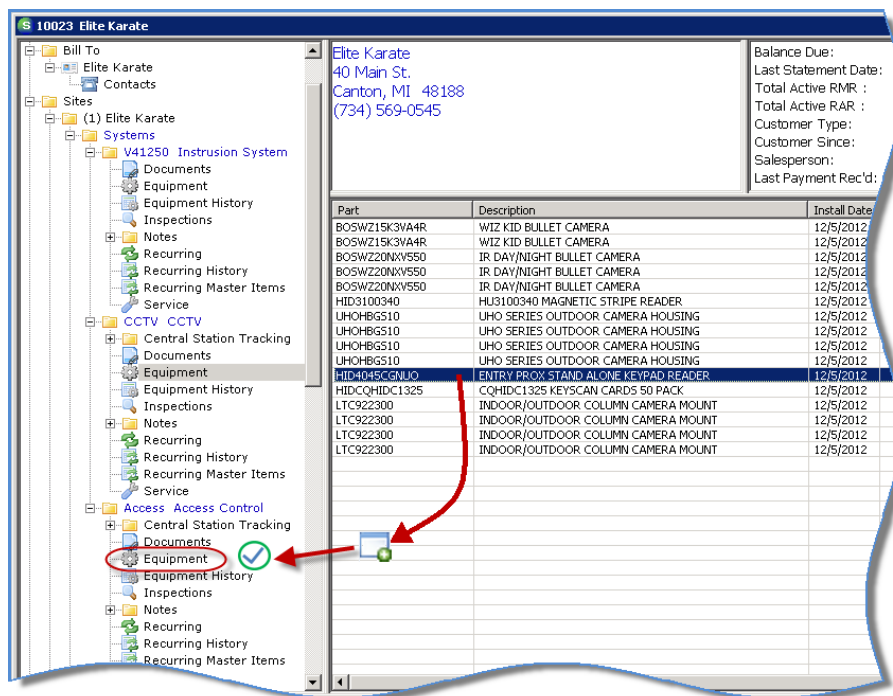 10023 Elite Karate
Bill To
Elite Karate
Contacts
Sites
(1) Elite Karate
Systems
V41250 Instrusion System
Documents
Equipment
Equipment History
Inspections
Notes
Recurring
Recurring History
Recurring Master Items
Service
CCTV CCTV
Central Station Tracking
Documents
Equipment
Equipment History
Inspections
Notes
Recurring
Recurring History
Recurring Master Items
Service
Access Access Control
Central Station Tracking
Documents
Equipment
Equipment History
Inspections
Notes
Recurring
Recurring History
Recurring Master Items
Elite Karate
40 Main St.
Canton, MI 48188
(734) 569-0545
Balance Due:
Last Statement Date:
Total Active RMR :
Total Active RAR :
Customer Type:
Customer Since:
Salesperson:
Last Payment Rec'd:
Part Description Install Date
BOSWZ15K3VA4R WIZ KID BULLET CAMERA 12/5/2012
BOSWZ15K3VA4R WIZ KID BULLET CAMERA 12/5/2012
BOSWZ20NXV550 IR DAY/NIGHT BULLET CAMERA 12/5/2012
BOSWZ20NXV550 IR DAY/NIGHT BULLET CAMERA 12/5/2012
BOSWZ20NXV550 IR DAY/NIGHT BULLET CAMERA 12/5/2012
HID3100340 HU3100340 MAGNETIC STRIPE READER 12/5/2012
UHOHBGS10 UHO SERIES OUTDOOR CAMERA HOUSING 12/5/2012
UHOHBGS10 UHO SERIES OUTDOOR CAMERA HOUSING 12/5/2012
UHOHBGS10 UHO SERIES OUTDOOR CAMERA HOUSING 12/5/2012
UHOHBGS10 UHO SERIES OUTDOOR CAMERA HOUSING 12/5/2012
HID4045CGNUO ENTRY PROX STAND ALONE KEYPAD READER 12/5/2012
HIDCQHIDC1325 CQHIDC1325 KEYSCAN CARDS 50 PACK 12/5/2012
LTC922300 INDOOR/OUTDOOR COLUMN CAMERA MOUNT 12/5/2012
LTC922300 INDOOR/OUTDOOR COLUMN CAMERA MOUNT 12/5/2012
LTC922300 INDOOR/OUTDOOR COLUMN CAMERA MOUNT 12/5/2012
LTC922300 INDOOR/OUTDOOR COLUMN CAMERA MOUNT 12/5/2012